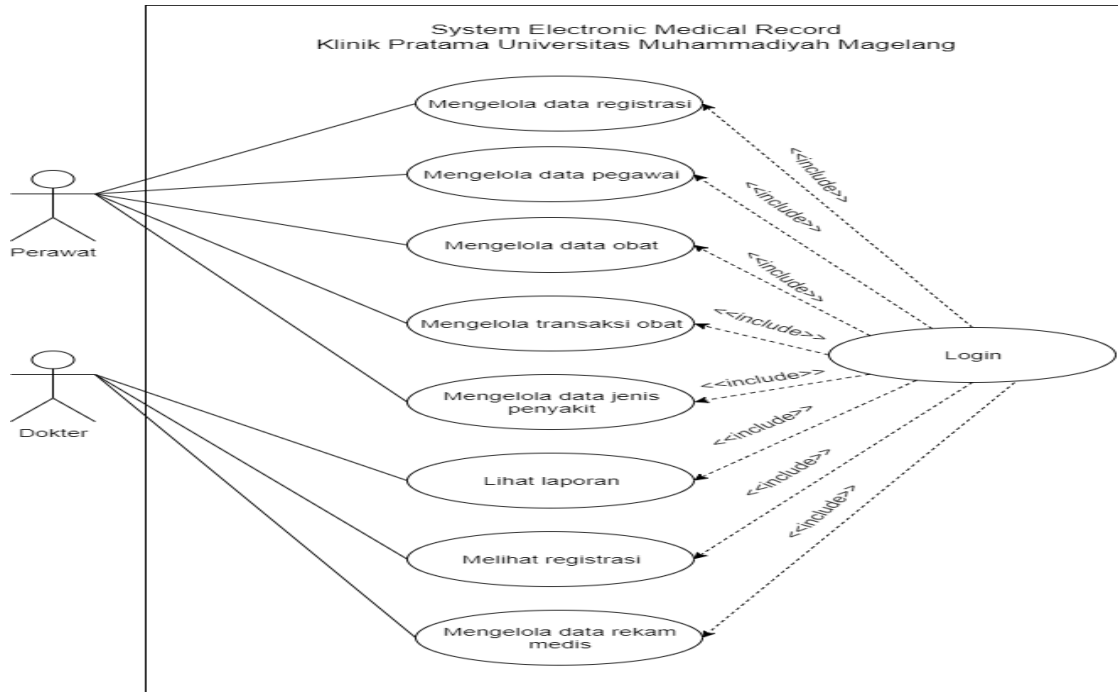 System Electronic Medical Record
Klinik Pratama Universitas Muhammadiyah Magelang
Mengelola data registrasi
<<include>>
Mengelola data pegawai
<<include>>
Perawat
Mengelola data obat
<<include>>
Mengelola transaksi obat
<<include>>
Login
Dokter
Mengelola data jenis
penyakit
<<include>>
Lihat laporan
<<include>>
Melihat registrasi
<<include>>
Mengelola data rekam
medis
<<include>>